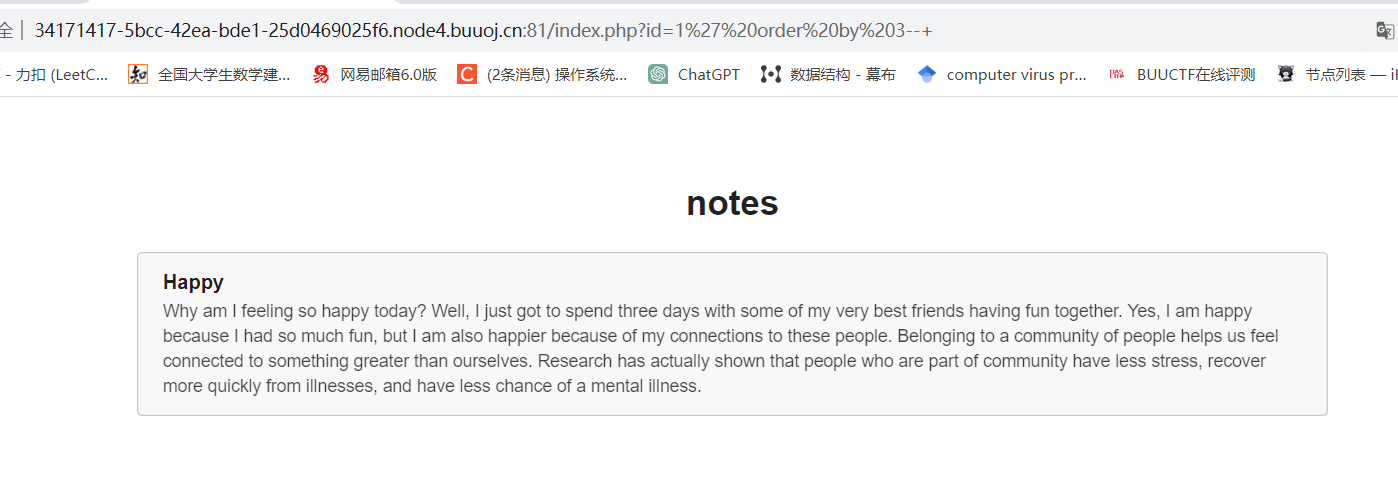 全 | 34171417-5bcc-42ea-bde1-25d0469025f6.node4.buuoj.cn:81/index.php?id=1%27%20order%20by%203--+
- 力扣 (LeetC... 全国大学生数学建... 网易邮箱6.0版 (2条消息) 操作系统... ChatGPT 数据结构 - 幕布 computer virus pr... BUUCTF在线评测 节点列表 —
notes
Happy
Why am I feeling so happy today? Well, I just got to spend three days with some of my very best friends having fun together. Yes, I am happy
because I had so much fun, but I am also happier because of my connections to these people. Belonging to a community of people helps us feel
connected to something greater than ourselves. Research has actually shown that people who are part of community have less stress, recover
more quickly from illnesses, and have less chance of a mental illness.